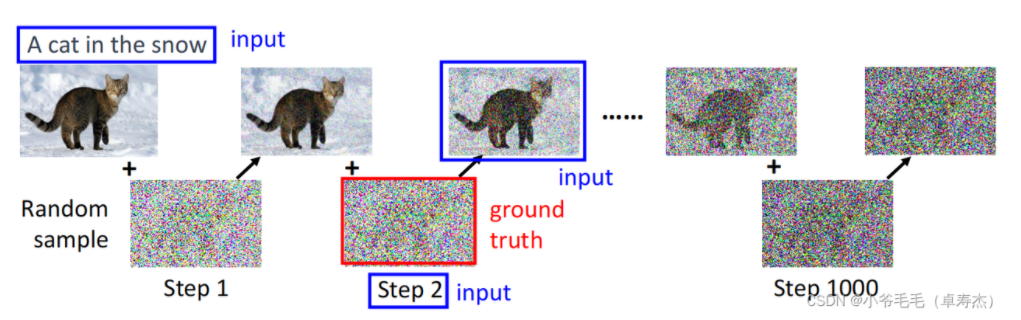 A cat in the snow
input
+
+
......
+
input
Random
sample
ground
truth
Step 1
Step 2
input
Step 1000
CSDN @小爷毛毛（卓寿杰）